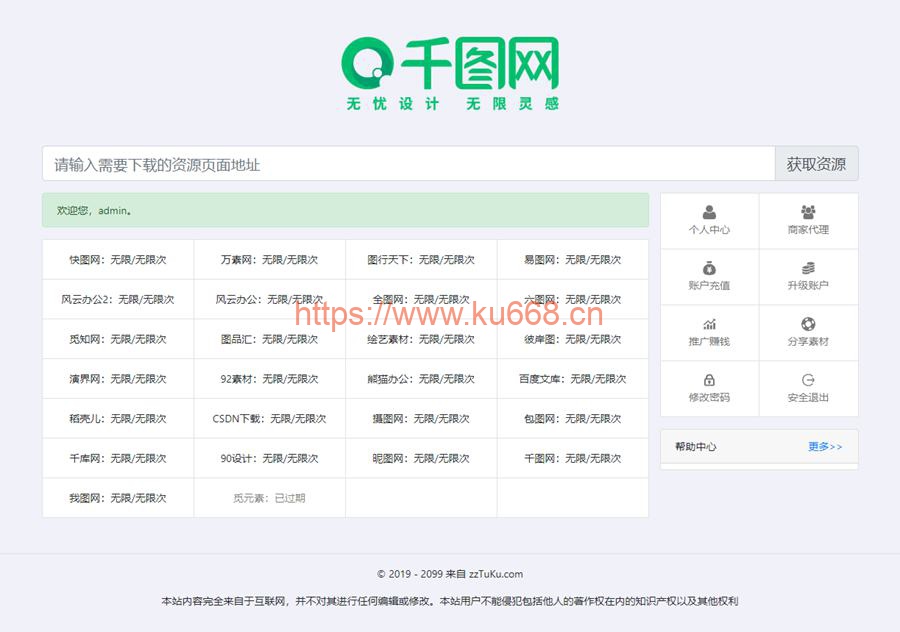 千图网
无忧设计 无限灵感
请输入需要下载的资源页面地址 获取资源
欢迎您，admin。
快图网：无限/无限次 万素网：无限/无限次 图行天下：无限/无限次 易图网：无限/无限次
风云办公2：无限/无限次 风云办公：无限/无限次 全图网：无限/无限次 六图网：无限/无限次
https://www.ku668.cn
觅知网：无限/无限次 图品汇：无限/无限次 绘艺素材：无限/无限次 彼岸图：无限/无限次
演界网：无限/无限次 92素材：无限/无限次 熊猫办公：无限/无限次 百度文库：无限/无限次
稻壳儿：无限/无限次 CSDN下载：无限/无限次 摄图网：无限/无限次 包图网：无限/无限次
千库网：无限/无限次 90设计：无限/无限次 昵图网：无限/无限次 千图网：无限/无限次
我图网：无限/无限次 觅元素：已过期
个人中心 商家代理
账户充值 升级账户
推广赚钱 分享素材
修改密码 安全退出
帮助中心 更多>>
© 2019 - 2099 来自 zzTuKu.com
本站内容完全来自于互联网，并不对其进行任何编辑或修改。本站用户不能侵犯包括他人的著作权在内的知识产权以及其他权利